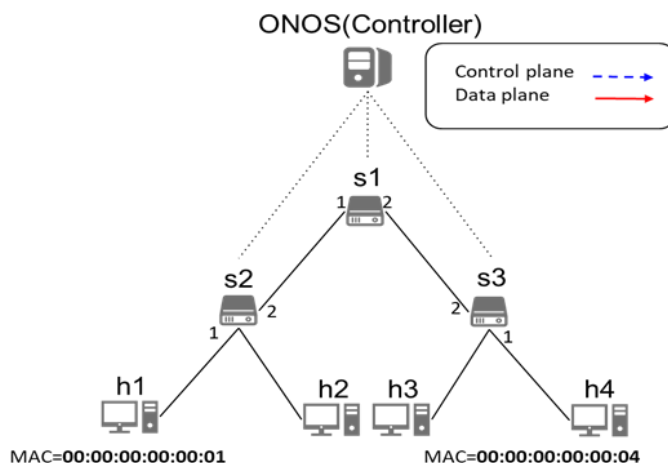 ONOS(Controller)
Control plane
Data plane
s1
1 2
s2
s3
2
2
1
1
h1
h2
h3
h4
MAC=00:00:00:00:00:01
MAC=00:00:00:00:00:04